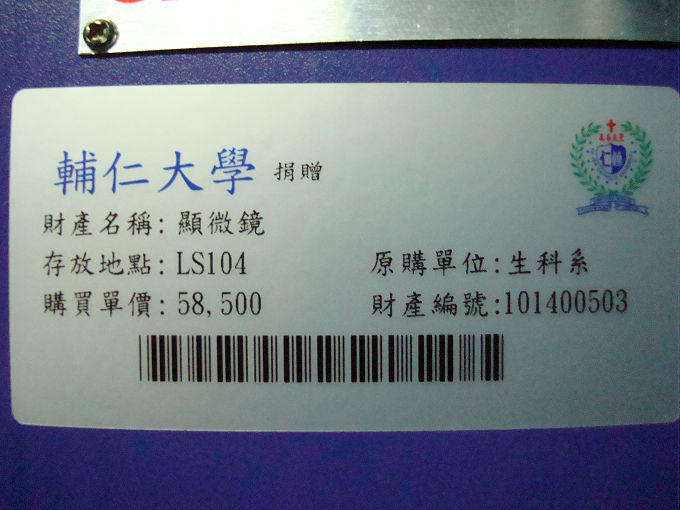 輔仁大學 捐贈
財產名稱: 顯微鏡
存放地點: LS104 原購單位: 生科系
購買單價: 58,500 財產編號:101400503